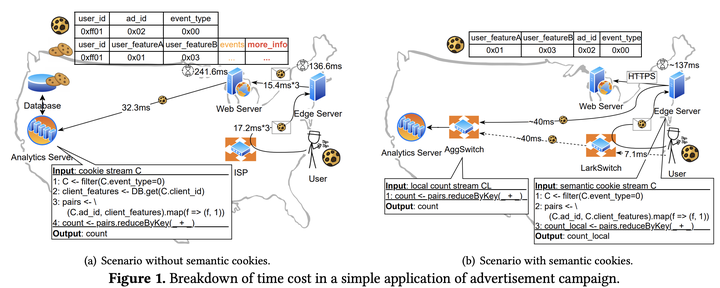 user_id ad_id event_type
0xff01 0x02 0x00
user_id user_featureA user_featureB events more_info
0xff01 0x01 0x03 ... ...
241.6ms
136.6ms
15.4ms*3
Web Server
Edge Server
32.3ms
17.2ms*3
Database
Analytics Server
ISP
User
Input: cookie stream C
1: C <- filter(C.event_type=0)
2: client_features <- DB.get(C.client_id)
3: pairs <- \
(C.ad_id, client_features).map(f => (f, 1))
4: count <- pairs.reduceByKey(_ + _)
Output: count
(a) Scenario without semantic cookies.
user_featureA user_featureB ad_id event_type
0x01 0x03 0x02 0x00
~137ms
HTTPS
Web Server
Edge Server
~40ms
~40ms
7.1ms
Analytics Server
AggSwitch
LarkSwitch
User
Input: local count stream CL
1: count <- pairs.reduceByKey(_ + _)
Output: count
Input: semantic cookie stream C
1: C <- filter(C.event_type=0)
2: pairs <- \
(C.ad_id, C.client_features).map(f => (f, 1))
3: count_local <- pairs.reduceByKey(_ + _)
Output: count_local
(b) Scenario with semantic cookies.
Figure 1. Breakdown of time cost in a simple application of advertisement campaign.